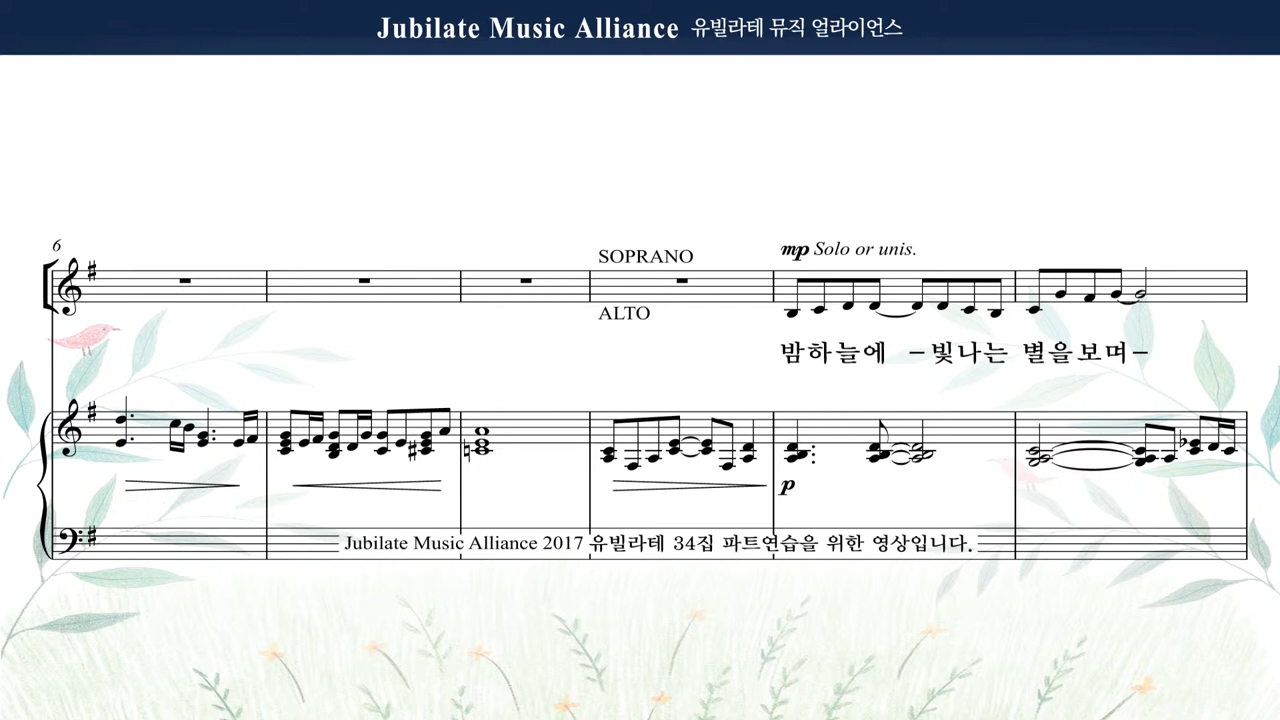 Jubilate Music Alliance 유빌라테 뮤직 얼라이언스
6
SOPRANO
mp Solo or unis.
ALTO
밤하늘에 -빛나는 별을보며-
p
Jubilate Music Alliance 2017 유빌라테 34집 파트연습을 위한 영상입니다.